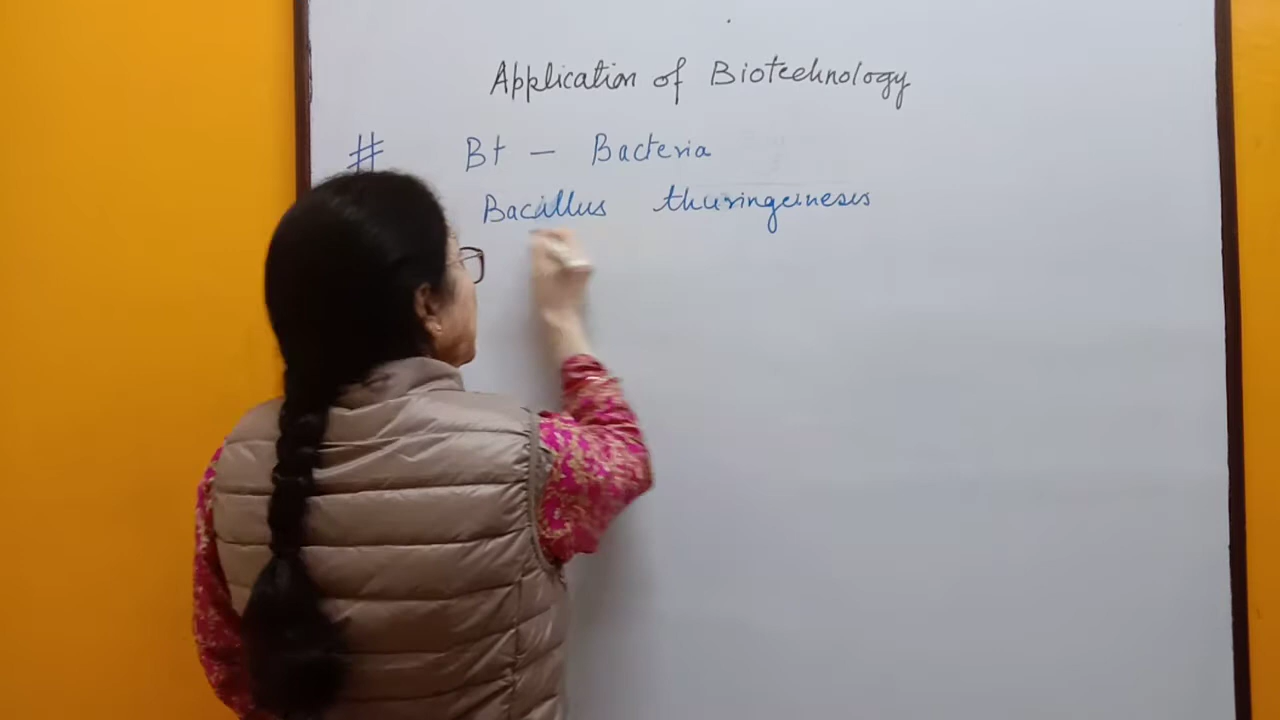 Application of Biotechnology
# Bt - Bacteria
Bacillus thuringeinesis